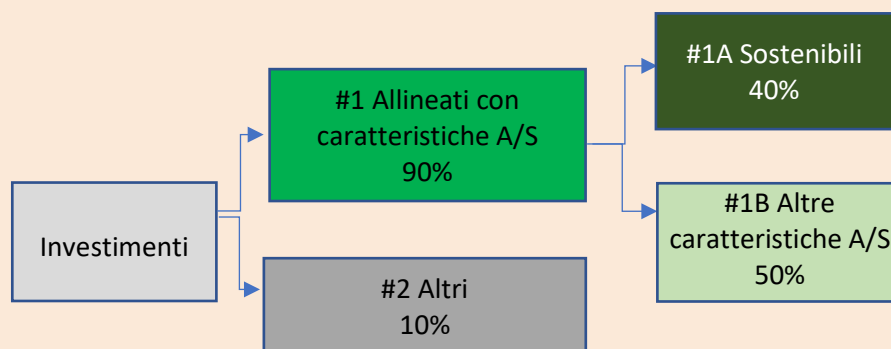 Investimenti
#1 Allineati con
caratteristiche A/S
90%
#2 Altri
10%
#1A Sostenibili
40%
#1B Altre
caratteristiche A/S
50%